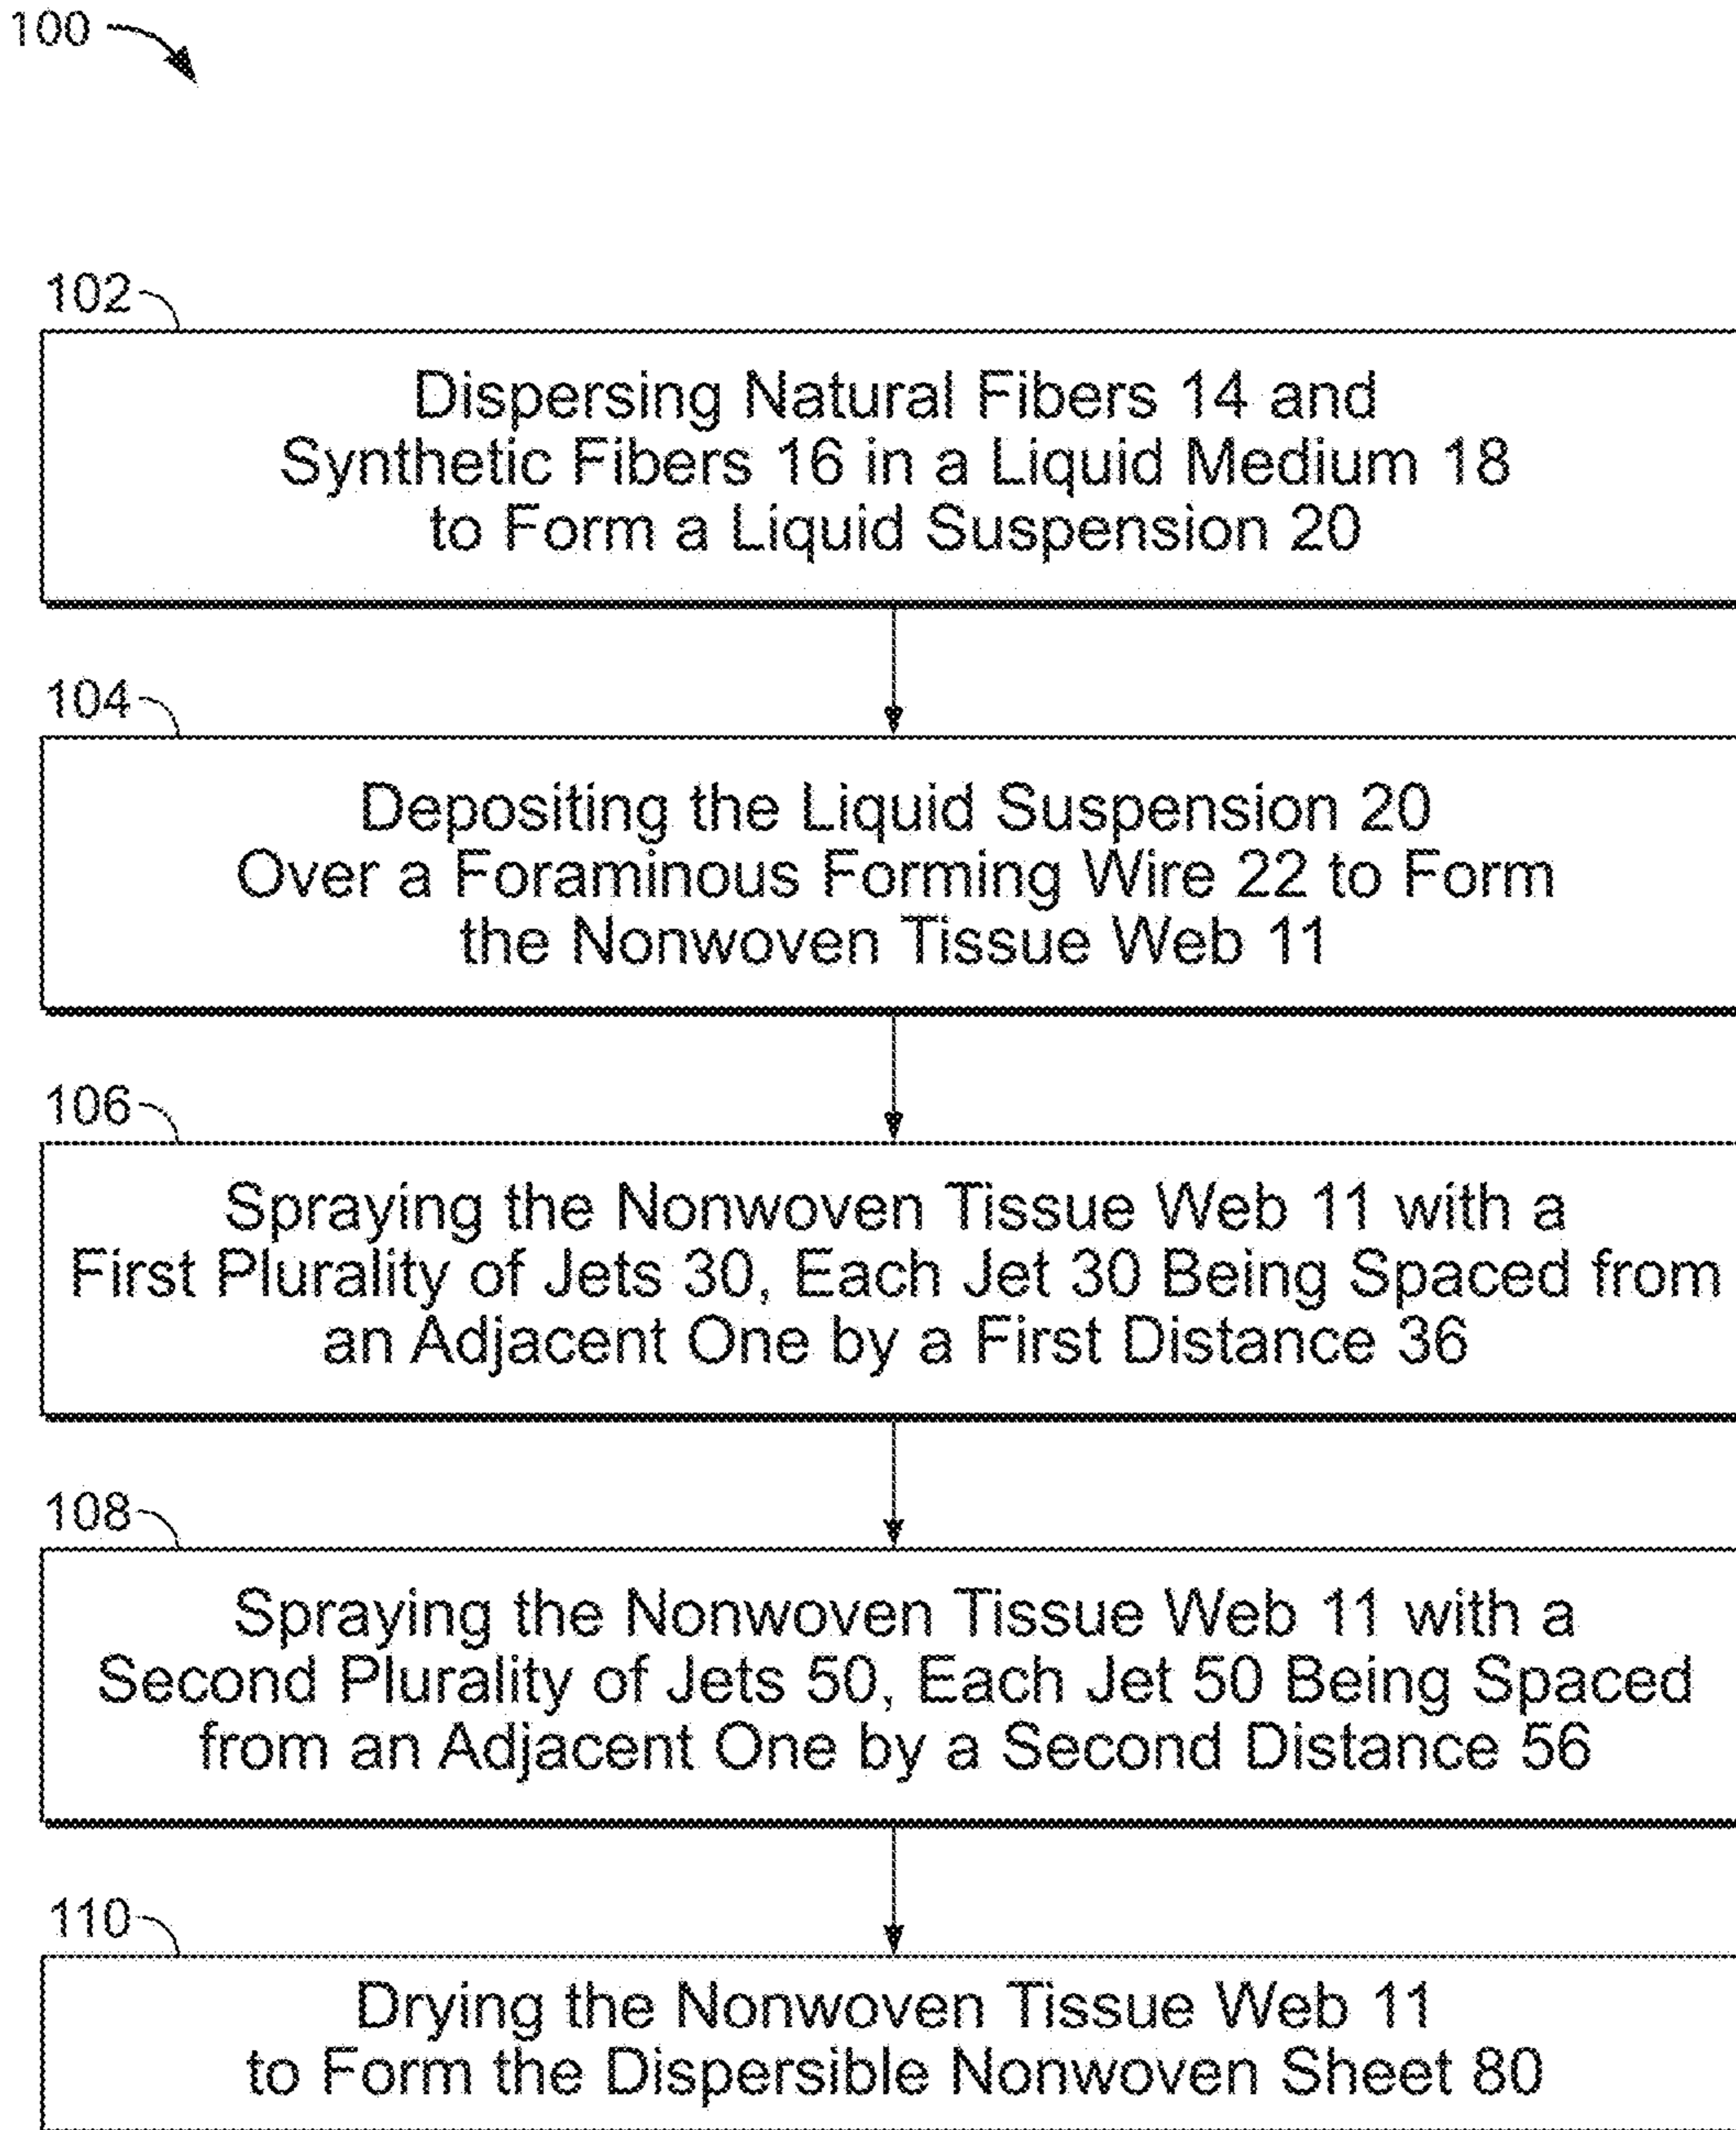 100
102
Dispersing Natural Fibers 14 and
Synthetic Fibers 16 in a Liquid Medium 18
to Form a Liquid Suspension 20
104
Depositing the Liquid Suspension 20
Over a Foraminous Forming Wire 22 to Form
the Nonwoven Tissue Web 11
106
Spraying the Nonwoven Tissue Web 11 with a
First Plurality of Jets 30, Each Jet 30 Being Spaced from
an Adjacent One by a First Distance 36
108
Spraying the Nonwoven Tissue Web 11 with a
Second Plurality of Jets 50, Each Jet 50 Being Spaced
from an Adjacent One by a Second Distance 56
110
Drying the Nonwoven Tissue Web 11
to Form the Dispersible Nonwoven Sheet 80